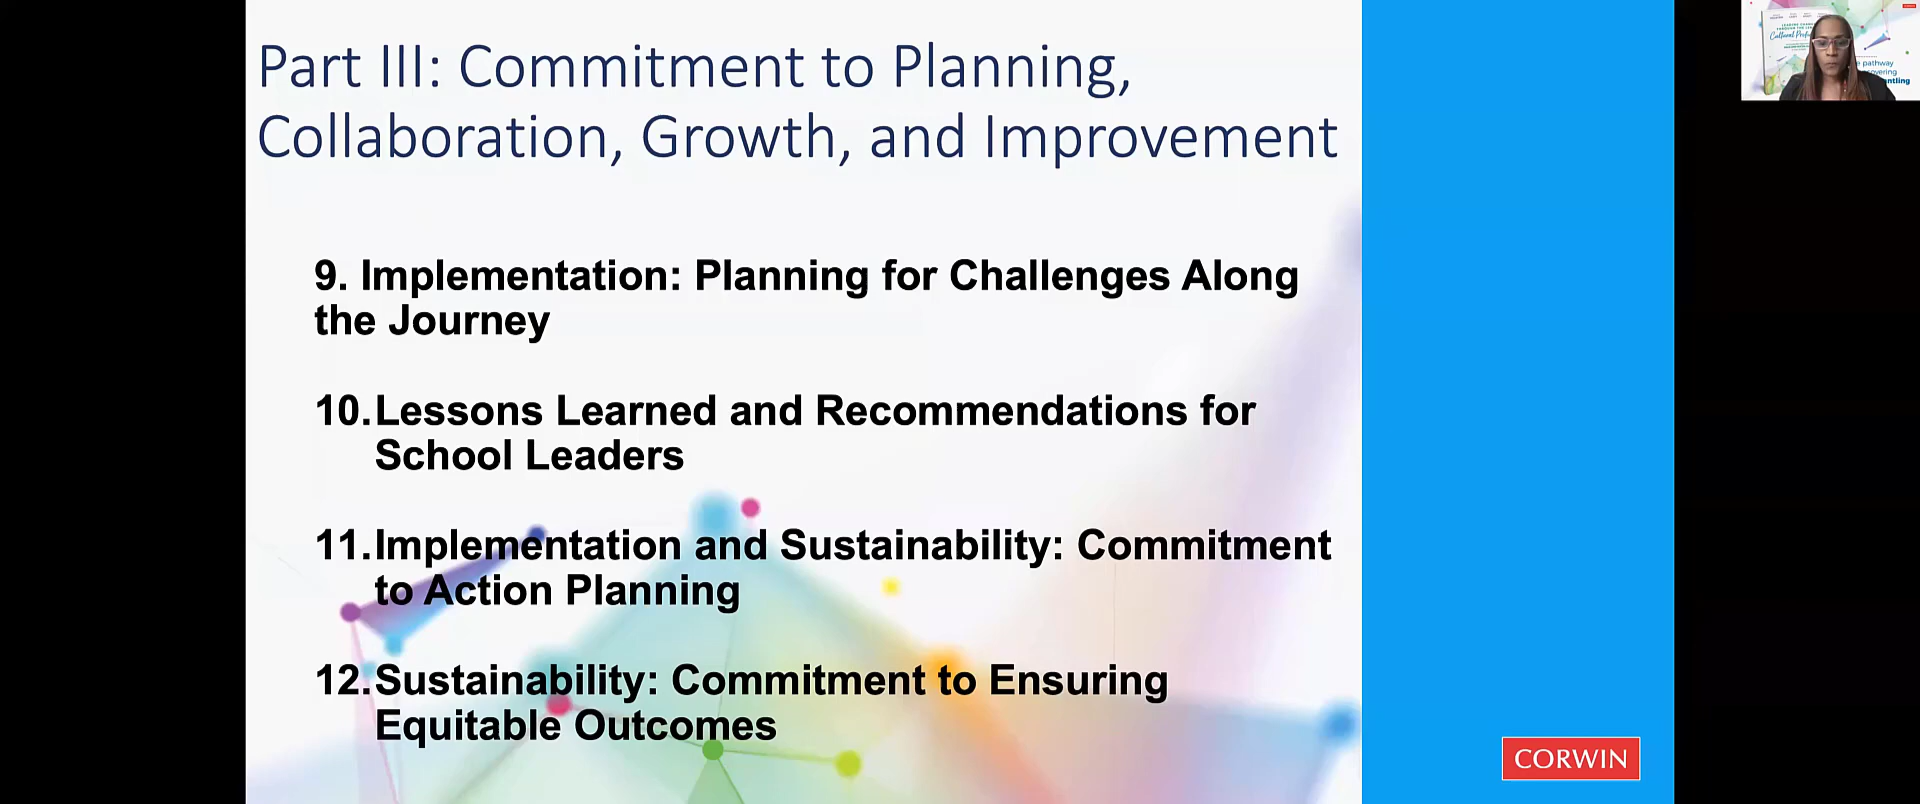 Part III: Commitment to Planning,
Collaboration, Growth, and Improvement
9. Implementation: Planning for Challenges Along
the Journey
10. Lessons Learned and Recommendations for
School Leaders
11. Implementation and Sustainability: Commitment
to Action Planning
12. Sustainability: Commitment to Ensuring
Equitable Outcomes
CORWIN
pathway